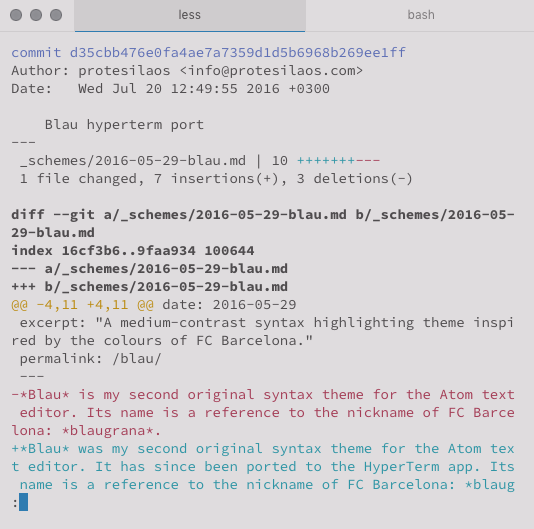 less bash
commit d35cbb476e0fa4ae7a7359d1d5b6968b269ee1ff
Author: protesilaos <info@protesilaos.com>
Date:   Wed Jul 20 12:49:55 2016 +0300
    Blau hyperterm port
---
 _schemes/2016-05-29-blau.md | 10 +++++++---
 1 file changed, 7 insertions(+), 3 deletions(-)
diff --git a/_schemes/2016-05-29-blau.md b/_schemes/2016-05-
29-blau.md
index 16cf3b6..9faa934 100644
--- a/_schemes/2016-05-29-blau.md
+++ b/_schemes/2016-05-29-blau.md
@@ -4,11 +4,11 @@ date: 2016-05-29
 excerpt: "A medium-contrast syntax highlighting theme inspi
red by the colours of FC Barcelona."
 permalink: /blau/
 ---
-*Blau* is my second original syntax theme for the Atom text
 editor. Its name is a reference to the nickname of FC Barce
lona: *blaugrana*.
+*Blau* was my second original syntax theme for the Atom tex
t editor. It has since been ported to the HyperTerm app. Its
 name is a reference to the nickname of FC Barcelona: *blaug
: